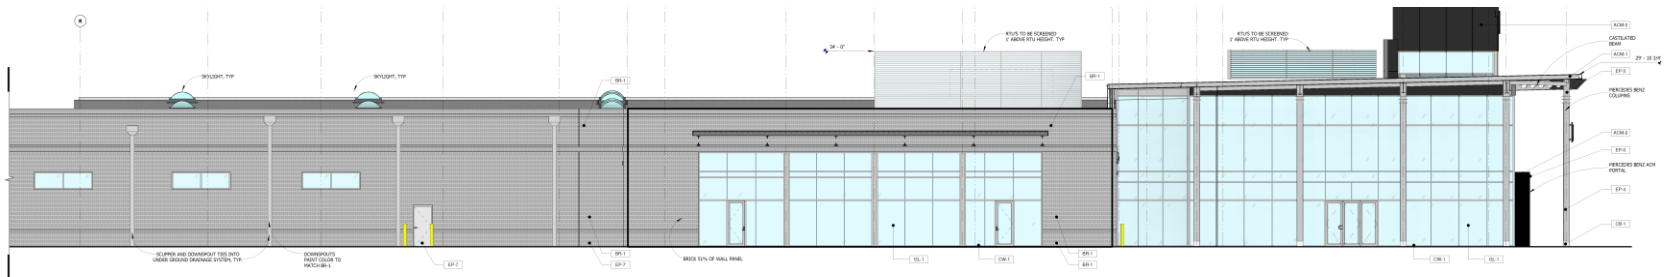 ACM-3
RTU'S TO BE SCREENED
1' ABOVE RTU HEIGHT. TYP
RTU'S TO BE SCREENED
1' ABOVE RTU HEIGHT. TYP
CASTILATED
BEAM
34' - 0"
ACM-1
29' - 10 1/4"
EP-5
SKYLIGHT, TYP
SKYLIGHT, TYP
BR-1
BR-1
MERCEDES BENZ
COLUMNS
ACM-2
MERCEDES BENZ ACM
PORTAL
EP-4
SCUPPER AND DOWNSPOUT TIES INTO
UNDER GROUND DRAINAGE SYSTEM, TYP.
DOWNSPOUTS
PAINT COLOR TO
MATCH BR-1
EP-7
BR-1
EP-7
BRICK 51% OF WALL PANEL
GL-1
CW-1
BR-1
BR-1
CW-1
GL-1